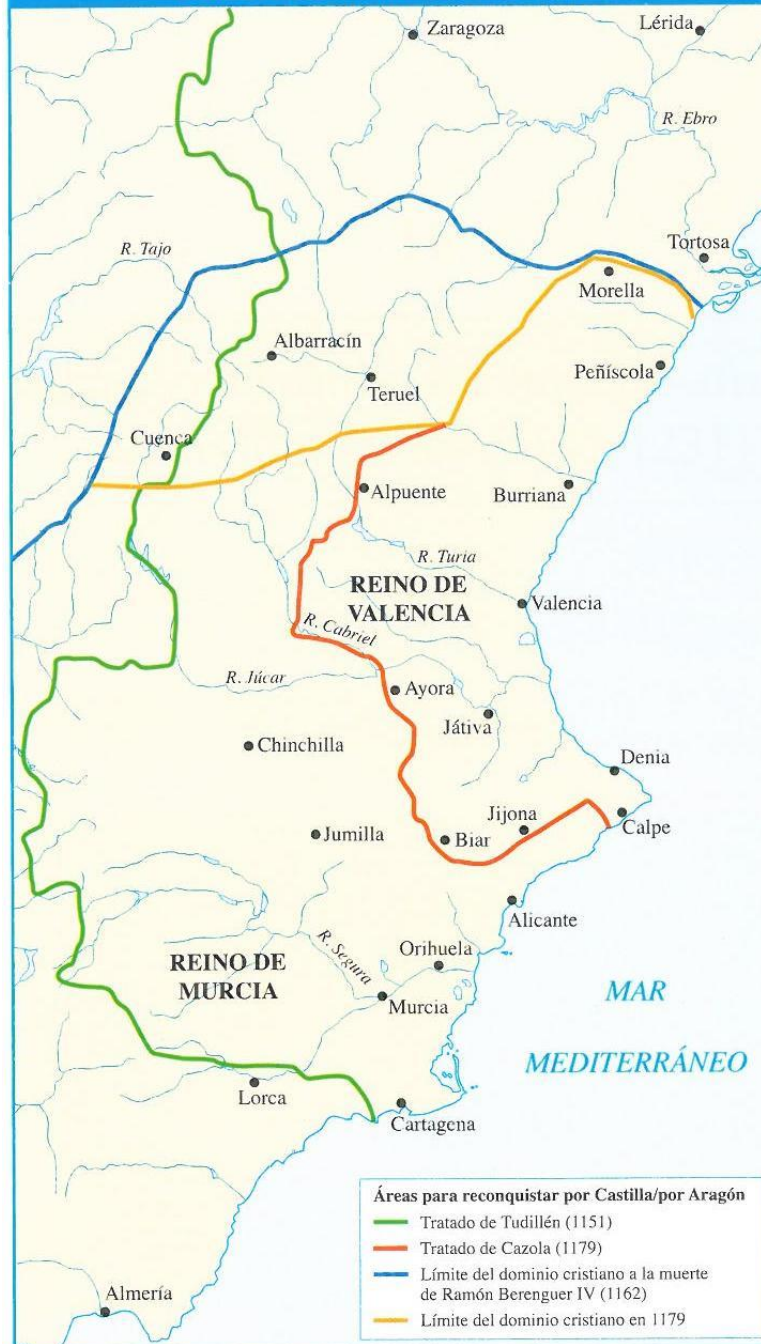 Zaragoza
Lérida
R. Ebro
R. Tajo
Tortosa
Morella
Albarracín
Teruel
Peñíscola
Cuenca
Alpuente
Burriana
R. Turia
REINO DE
VALENCIA
Valencia
R. Cabriel
R. Júcar
Ayora
Játiva
Chinchilla
Denia
Jijona
Calpe
Jumilla
Biar
Alicante
Orihuela
R. Segura
REINO DE
MURCIA
Murcia
MAR
MEDITERRÁNEO
Lorca
Cartagena
Áreas para reconquistar por Castilla/por Aragón
Tratado de Tudillén (1151)
Tratado de Cazola (1179)
Límite del dominio cristiano a la muerte
de Ramón Berenguer IV (1162)
Límite del dominio cristiano en 1179
Almería